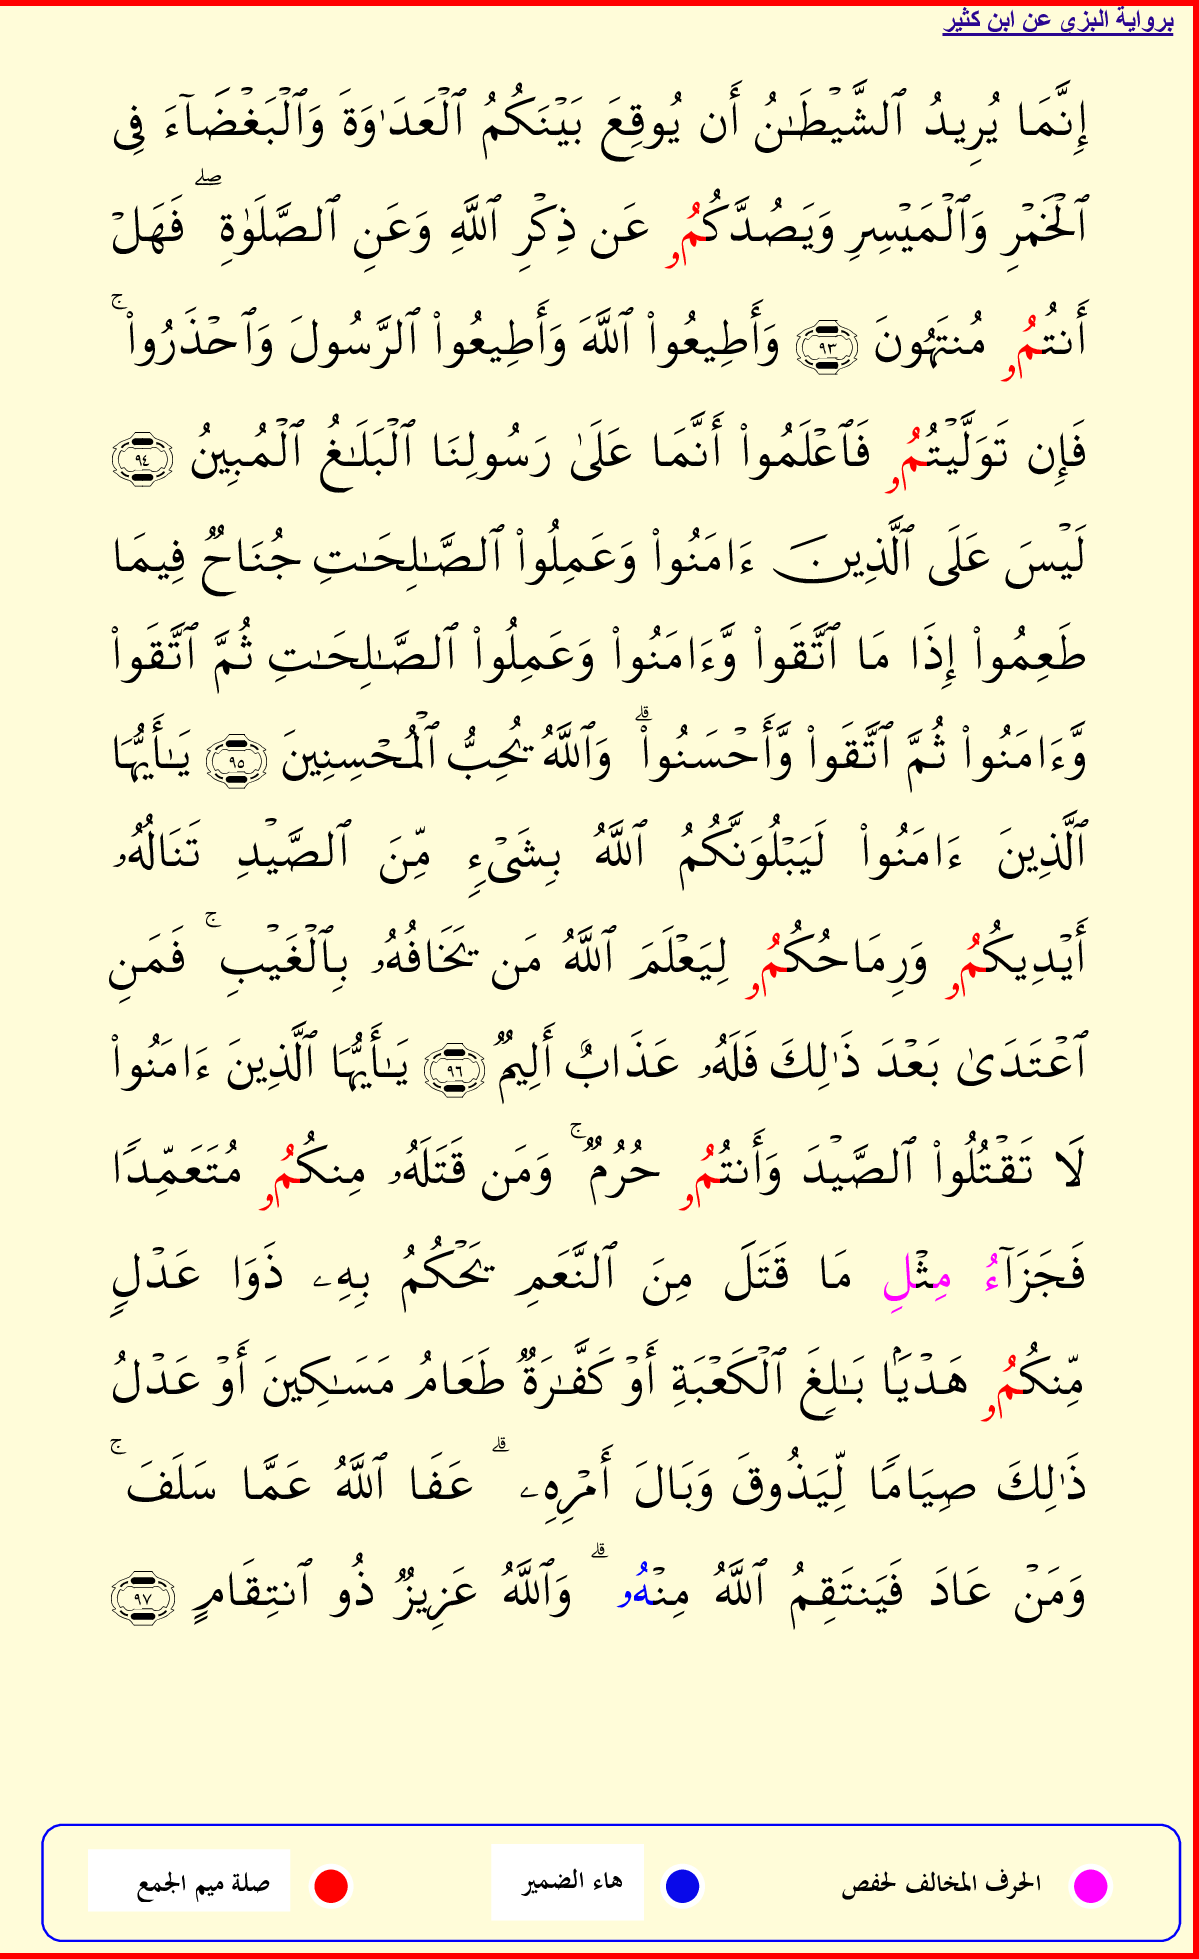 برواية البزى عن ابن كثير
إِنَّمَا يُرِيدُ ٱلشَّيْطَٰنُ أَن يُوقِعَ بَيْنَكُمُ ٱلْعَدَٰوَةَ وَٱلْبَغْضَآءَ فِى
ٱلْخَمْرِ وَٱلْمَيْسِرِ وَيَصُدَّكُمُۥ عَن ذِكْرِ ٱللَّهِ وَعَنِ ٱلصَّلَوٰةِ ۖ فَهَلْ
أَنتُمُۥ مُنتَهُونَ ٩٣ وَأَطِيعُوا۟ ٱللَّهَ وَأَطِيعُوا۟ ٱلرَّسُولَ وَٱحْذَرُوا۟ ۚ
فَإِن تَوَلَّيْتُمُۥ فَٱعْلَمُوا۟ أَنَّمَا عَلَىٰ رَسُولِنَا ٱلْبَلَٰغُ ٱلْمُبِينُ ٩٤
لَيْسَ عَلَى ٱلَّذِينَ ءَامَنُوا۟ وَعَمِلُوا۟ ٱلصَّٰلِحَٰتِ جُنَاحٌ فِيمَا
طَعِمُوا۟ إِذَا مَا ٱتَّقَوا۟ وَّءَامَنُوا۟ وَعَمِلُوا۟ ٱلصَّٰلِحَٰتِ ثُمَّ ٱتَّقَوا۟
وَّءَامَنُوا۟ ثُمَّ ٱتَّقَوا۟ وَّأَحْسَنُوا۟ ۗ وَٱللَّهُ يُحِبُّ ٱلْمُحْسِنِينَ ٩٥ يَٰٓأَيُّهَا
ٱلَّذِينَ ءَامَنُوا۟ لَيَبْلُوَنَّكُمُ ٱللَّهُ بِشَىْءٍ مِّنَ ٱلصَّيْدِ تَنَالُهُۥ
أَيْدِيكُمُۥ وَرِمَاحُكُمُۥ لِيَعْلَمَ ٱللَّهُ مَن يَخَافُهُۥ بِٱلْغَيْبِ ۚ فَمَنِ
ٱعْتَدَىٰ بَعْدَ ذَٰلِكَ فَلَهُۥ عَذَابٌ أَلِيمٌ ٩٦ يَٰٓأَيُّهَا ٱلَّذِينَ ءَامَنُوا۟
لَا تَقْتُلُوا۟ ٱلصَّيْدَ وَأَنتُمُۥ حُرُمٌ ۚ وَمَن قَتَلَهُۥ مِنكُمُۥ مُتَعَمِّدًا
فَجَزَآءُ مِثْلِ مَا قَتَلَ مِنَ ٱلنَّعَمِ يَحْكُمُ بِهِۦ ذَوَا عَدْلٍ
مِّنكُمُۥ هَدْيًۢا بَٰلِغَ ٱلْكَعْبَةِ أَوْ كَفَّٰرَةٌ طَعَامُ مَسَٰكِينَ أَوْ عَدْلُ
ذَٰلِكَ صِيَامًا لِّيَذُوقَ وَبَالَ أَمْرِهِۦ ۗ عَفَا ٱللَّهُ عَمَّا سَلَفَ ۚ
وَمَنْ عَادَ فَيَنتَقِمُ ٱللَّهُ مِنْهُۥ ۗ وَٱللَّهُ عَزِيزٌ ذُو ٱنتِقَامٍ ٩٧
الحرف المخالف لحفص هاء الضمير صلة ميم الجمع